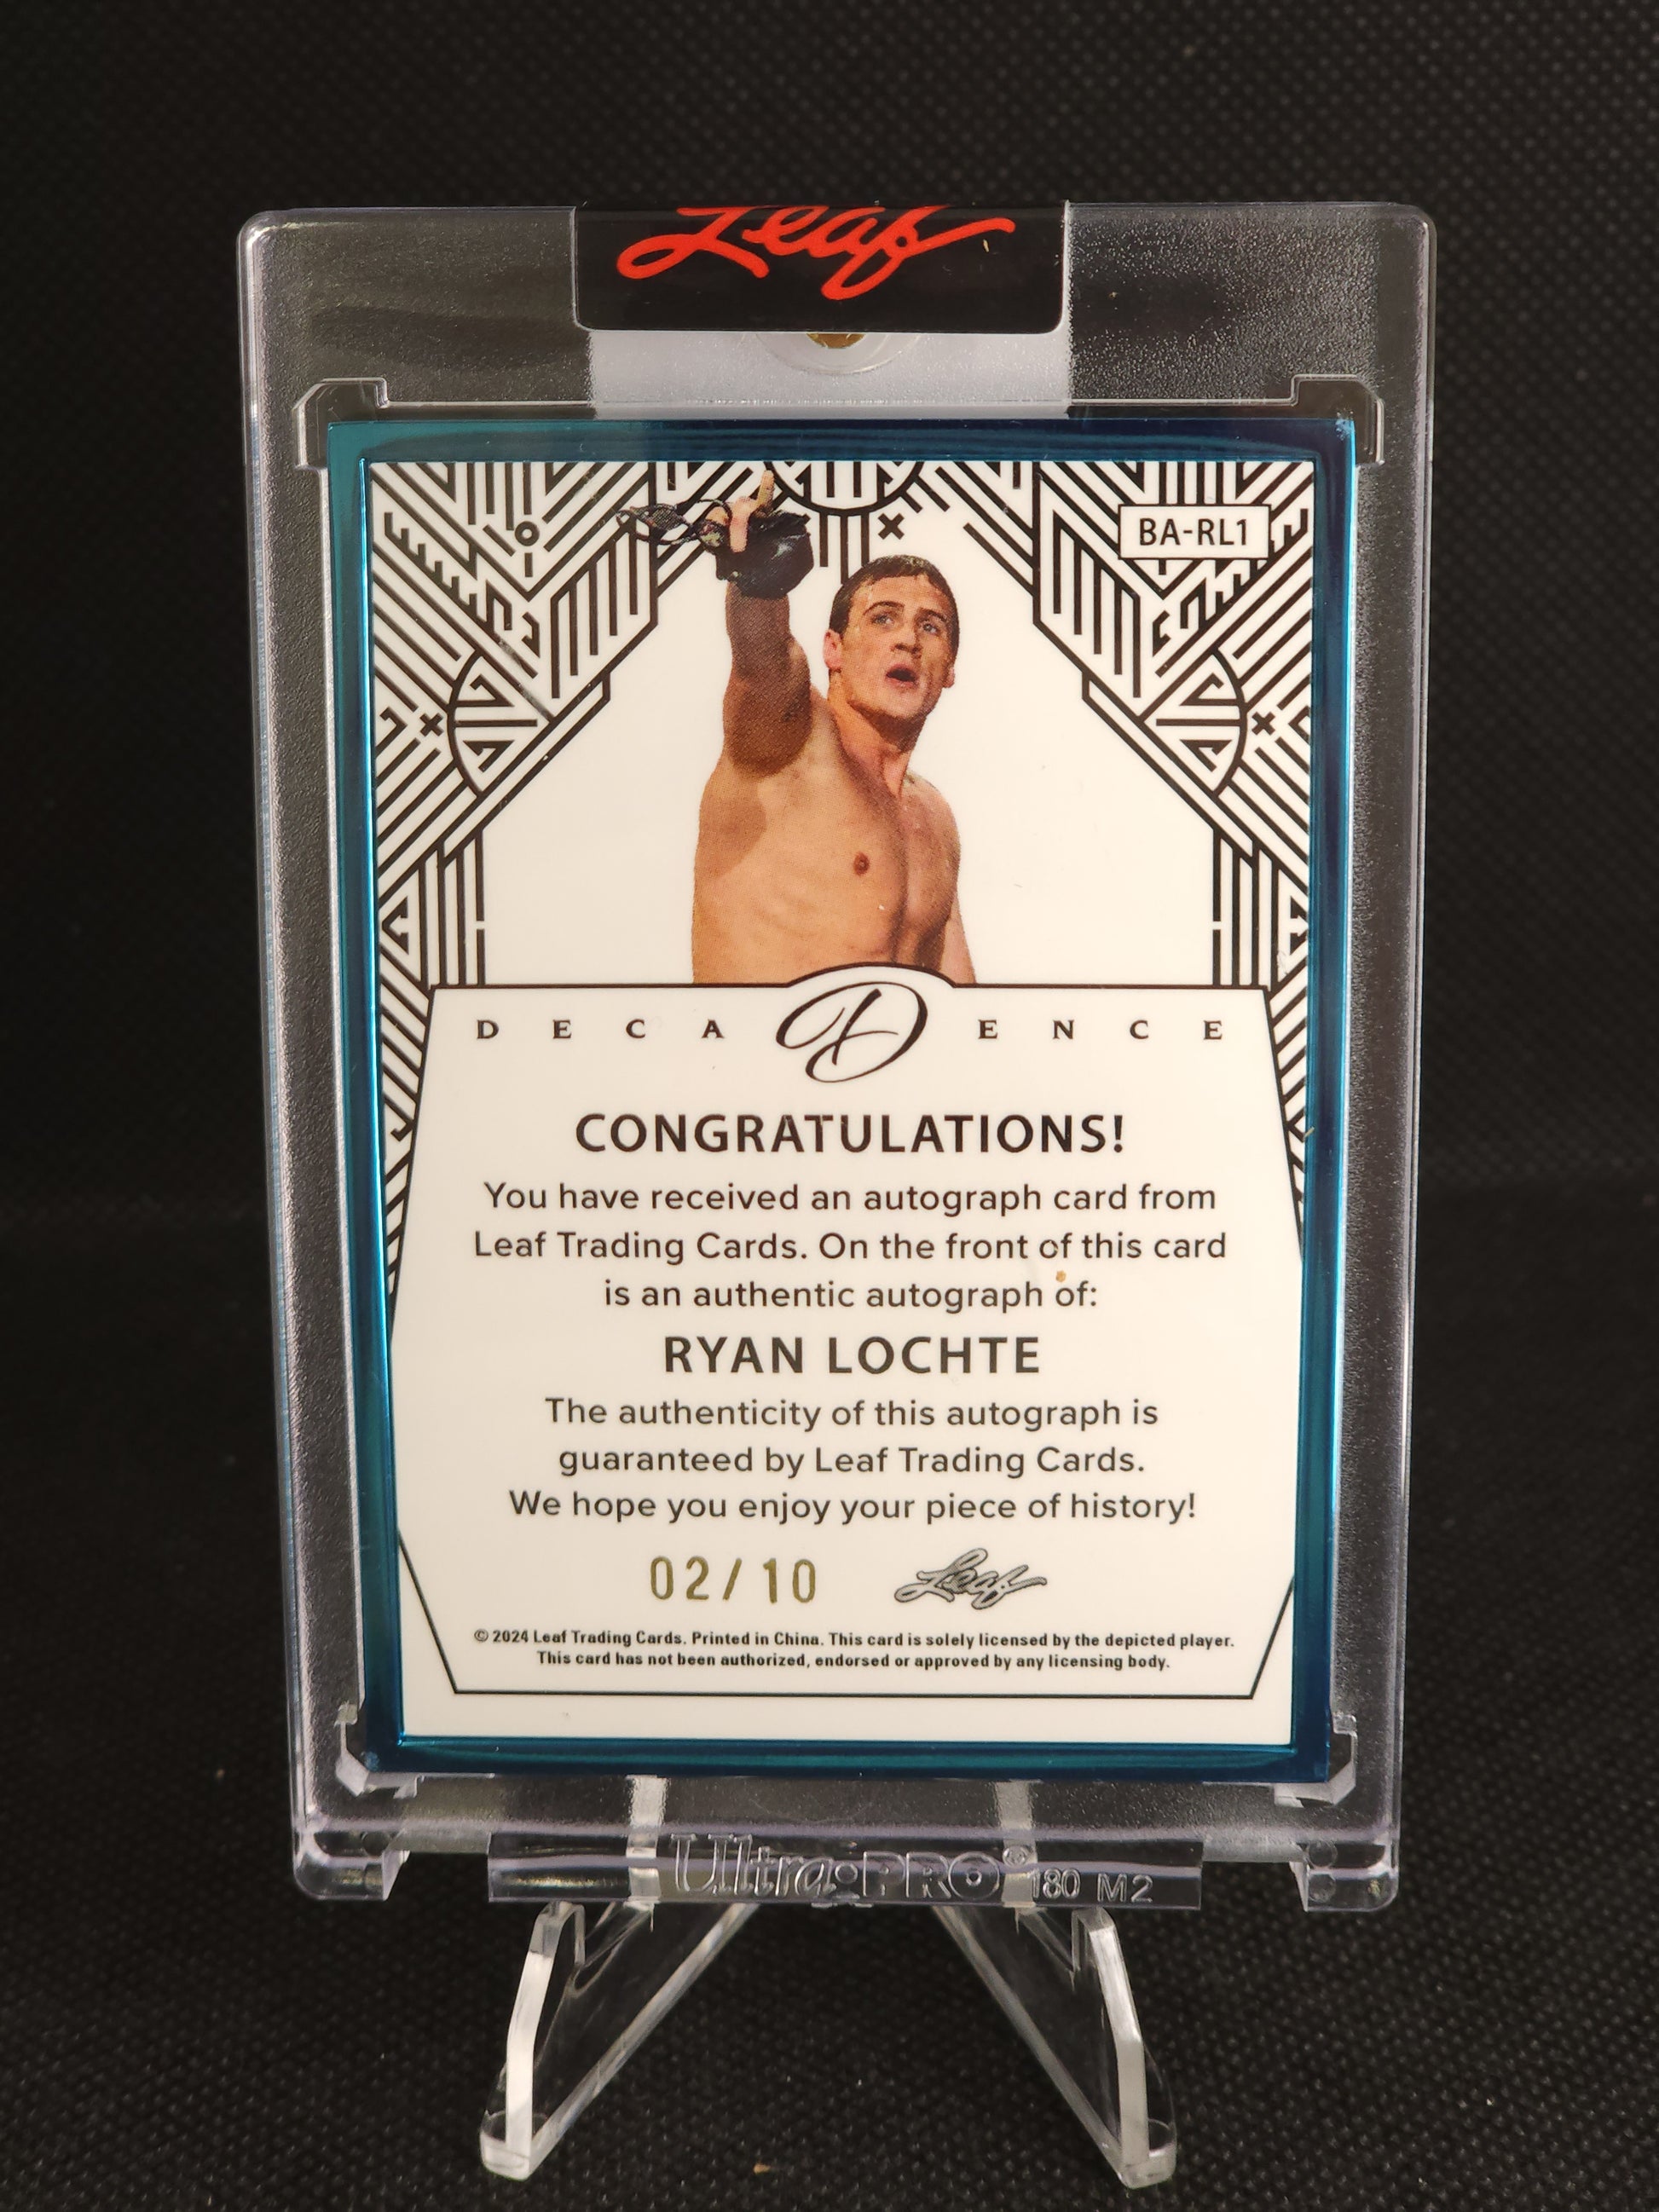 Leaf
BA-RL1
DECADENCE
CONGRATULATIONS!
You have received an autograph card from
Leaf Trading Cards. On the front of this card
is an authentic autograph of:
RYAN LOCHTE
The authenticity of this autograph is
guaranteed by Leaf Trading Cards.
We hope you enjoy your piece of history!
02/10 Leaf
© 2024 Leaf Trading Cards. Printed in China. This card is solely licensed by the depicted player.
This card has not been authorized, endorsed or approved by any licensing body.
Ultra•PRO® 180 M2